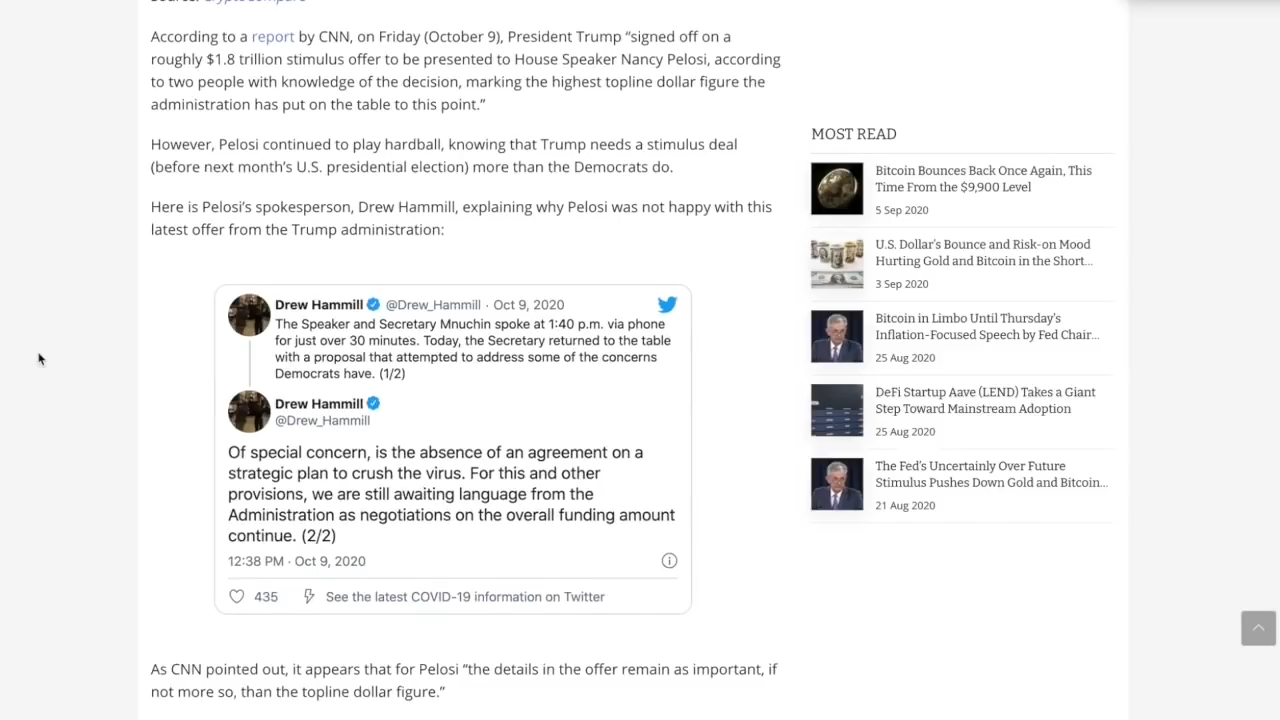 Source: CryptoCompare
According to a report by CNN, on Friday (October 9), President Trump “signed off on a
roughly $1.8 trillion stimulus offer to be presented to House Speaker Nancy Pelosi, according
to two people with knowledge of the decision, marking the highest topline dollar figure the
administration has put on the table to this point.”
However, Pelosi continued to play hardball, knowing that Trump needs a stimulus deal
(before next month’s U.S. presidential election) more than the Democrats do.
Here is Pelosi’s spokesperson, Drew Hammill, explaining why Pelosi was not happy with this
latest offer from the Trump administration:
Drew Hammill @Drew_Hammill · Oct 9, 2020
The Speaker and Secretary Mnuchin spoke at 1:40 p.m. via phone
for just over 30 minutes. Today, the Secretary returned to the table
with a proposal that attempted to address some of the concerns
Democrats have. (1/2)
Drew Hammill
@Drew_Hammill
Of special concern, is the absence of an agreement on a
strategic plan to crush the virus. For this and other
provisions, we are still awaiting language from the
Administration as negotiations on the overall funding amount
continue. (2/2)
12:38 PM · Oct 9, 2020
435 See the latest COVID-19 information on Twitter
As CNN pointed out, it appears that for Pelosi “the details in the offer remain as important, if
not more so, than the topline dollar figure.”
MOST READ
Bitcoin Bounces Back Once Again, This
Time From the $9,900 Level
5 Sep 2020
U.S. Dollar’s Bounce and Risk-on Mood
Hurting Gold and Bitcoin in the Short...
3 Sep 2020
Bitcoin in Limbo Until Thursday’s
Inflation-Focused Speech by Fed Chair...
25 Aug 2020
DeFi Startup Aave (LEND) Takes a Giant
Step Toward Mainstream Adoption
25 Aug 2020
The Fed’s Uncertainly Over Future
Stimulus Pushes Down Gold and Bitcoin...
21 Aug 2020